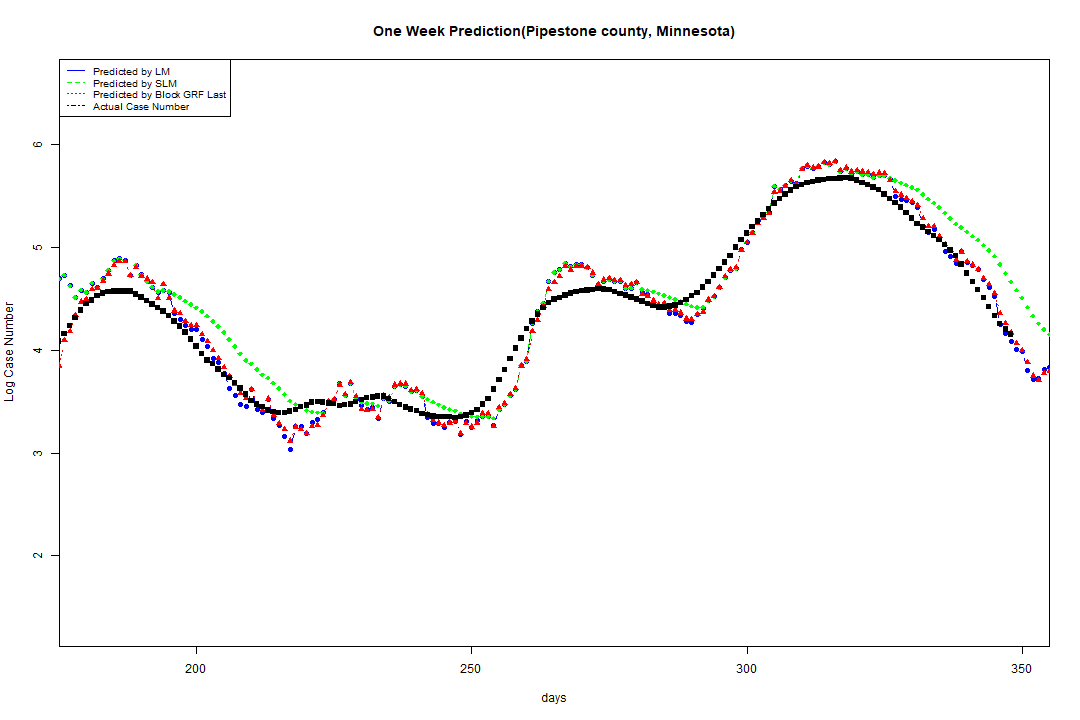 One Week Prediction(Pipestone county, Minnesota)
Predicted by LM
Predicted by SLM
Predicted by Block GRF Last
Actual Case Number
Log Case Number
6
5
4
3
2
200 250 300 350
days